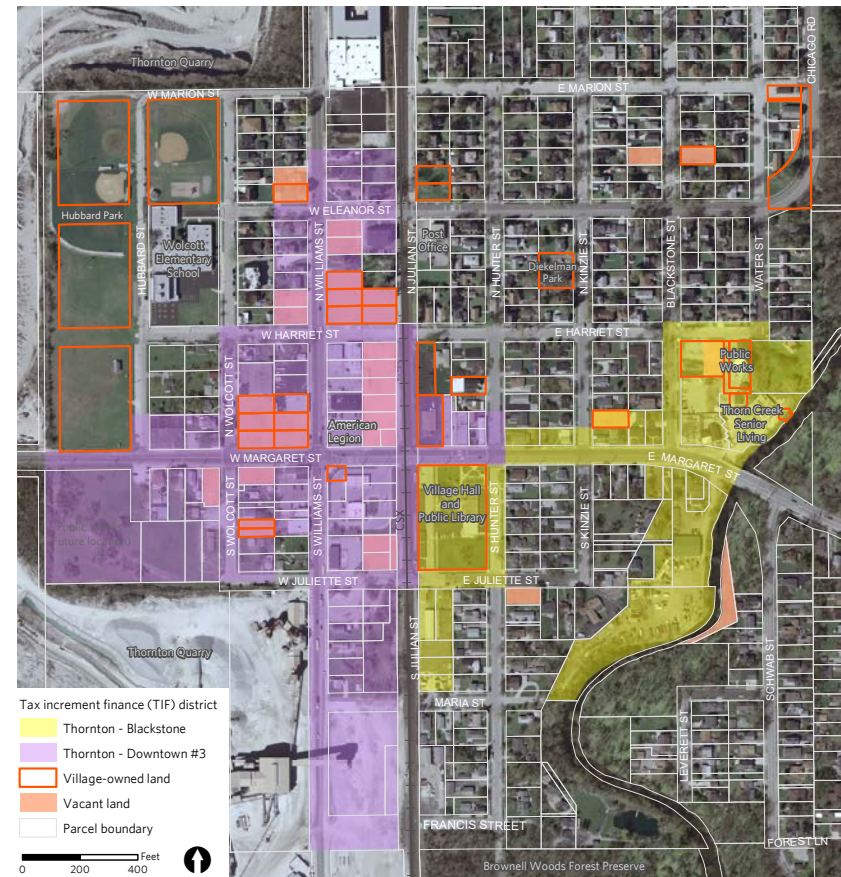 Thornton Quarry
CHICAGO RD
W MARION ST
E MARION ST
Hubbard Park
HUBBARD ST
Wolcott
Elementary
School
W ELEANOR ST
N WILLIAMS ST
N JULIAN ST
Post
Office
N HUNTER ST
Diekelman
Park
N KINZIE ST
BLACKSTONE ST
WATER ST
W HARRIET ST
E HARRIET ST
N WOLCOTT ST
American
Legion
Public
Works
Thorn Creek
Senior
Living
W MARGARET ST
E MARGARET ST
S WOLCOTT ST
S WILLIAMS ST
CSX
Village Hall
and
Public Library
S HUNTER ST
S KINZIE ST
future
W JULIETTE ST
E JULIETTE ST
Thornton Quarry
S JULIAN ST
MARIA ST
LEVERETT ST
SCHWAB ST
FRANCIS STREET
FOREST LN
Brownell Woods Forest Preserve
Tax increment finance (TIF) district
Thornton - Blackstone
Thornton - Downtown #3
Village-owned land
Vacant land
Parcel boundary
Feet
0 200 400